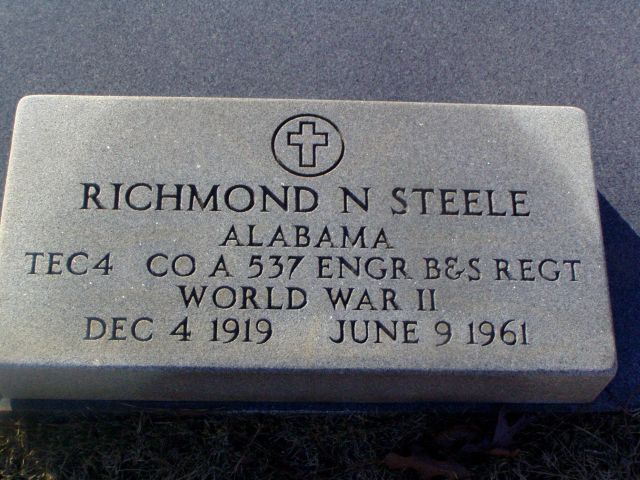 RICHMOND N STEELE
ALABAMA
TEC4 CO A 537 ENGR B&S REGT
WORLD WAR II
DEC 4 1919 JUNE 9 1961